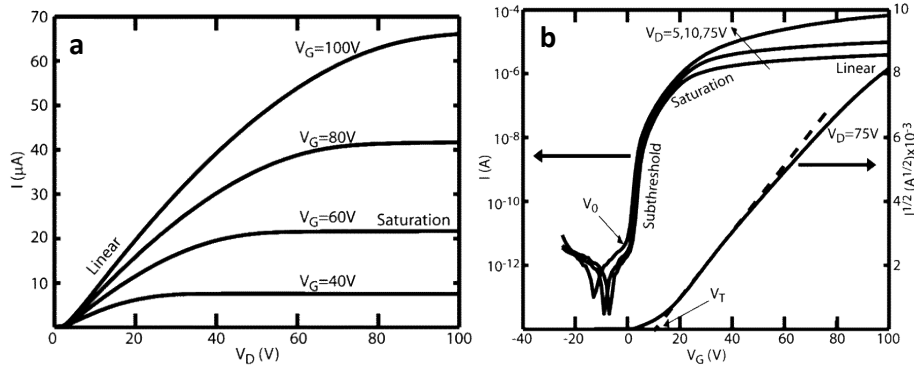 a
70
60
50
40
30
20
10
I (µA)
V_G=100V
V_G=80V
V_G=60V
Saturation
Linear
V_G=40V
0 20 40 60 80 100
V_D (V)
b
10^-4
10^-6
10^-8
10^-10
10^-12
I (A)
V_D=5,10,75V
Linear
Saturation
V_D=75V
Subthreshold
V_0
V_T
10
8
6
4
2
0
I^1/2 (A^1/2)x10^-3
-40 -20 0 20 40 60 80 100
V_G (V)